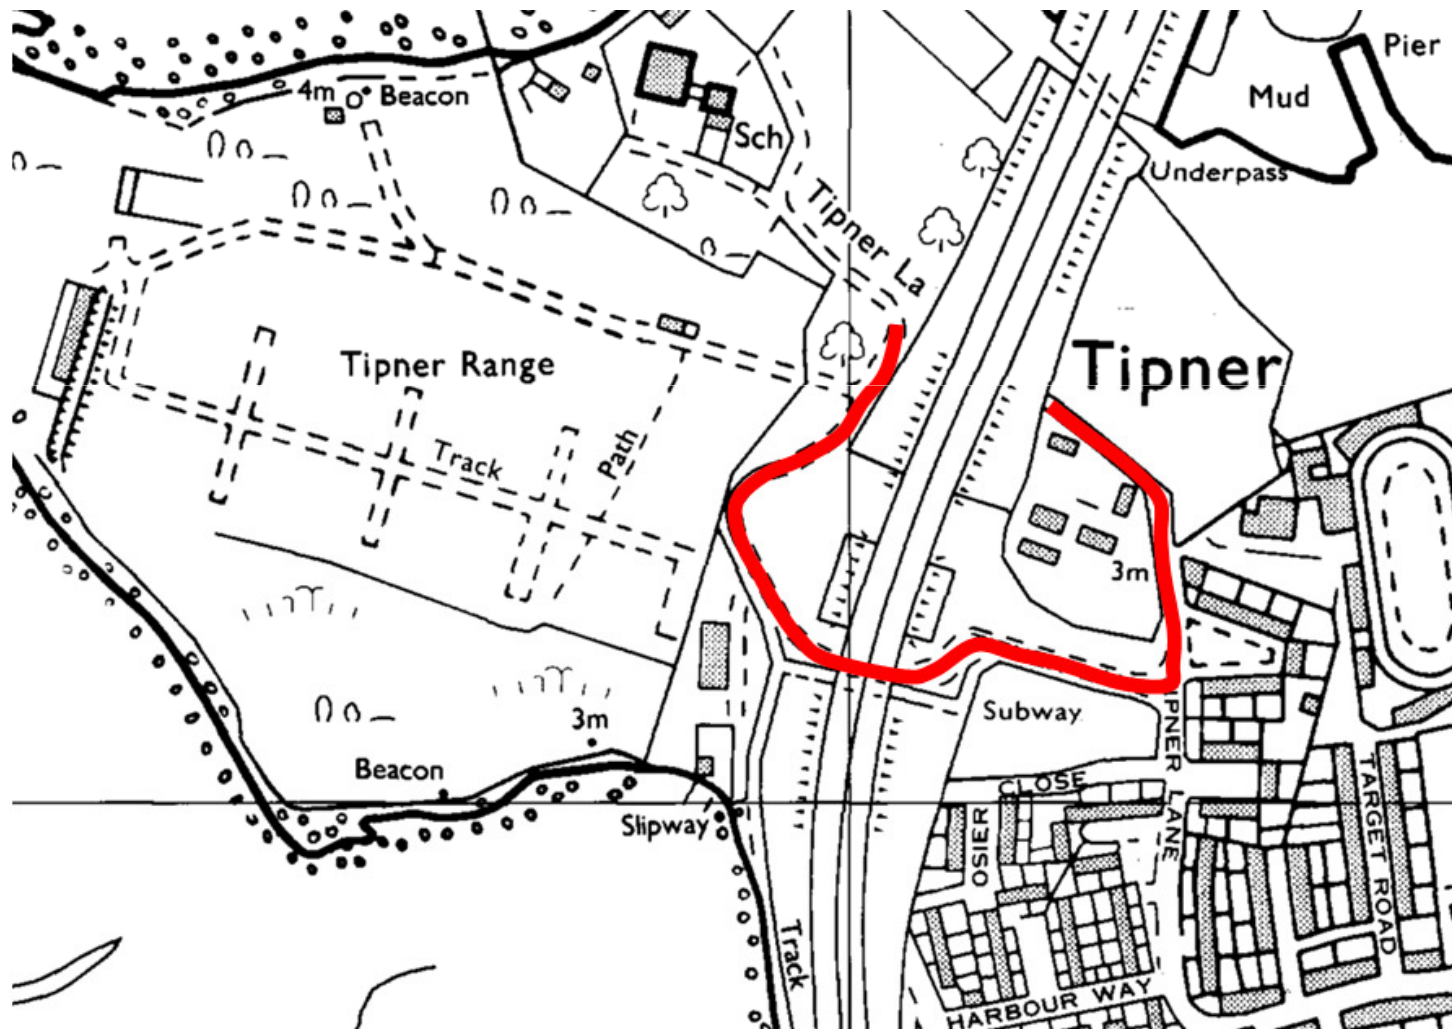 Pier
4m
Beacon
Mud
Sch
Underpass
Tipner La
Tipner
Tipner Range
Track
Path
3m
3m
Subway
Beacon
CLOSE
Slipway
OSIER
IPNER LANE
TARGET ROAD
Track
HARBOUR WAY